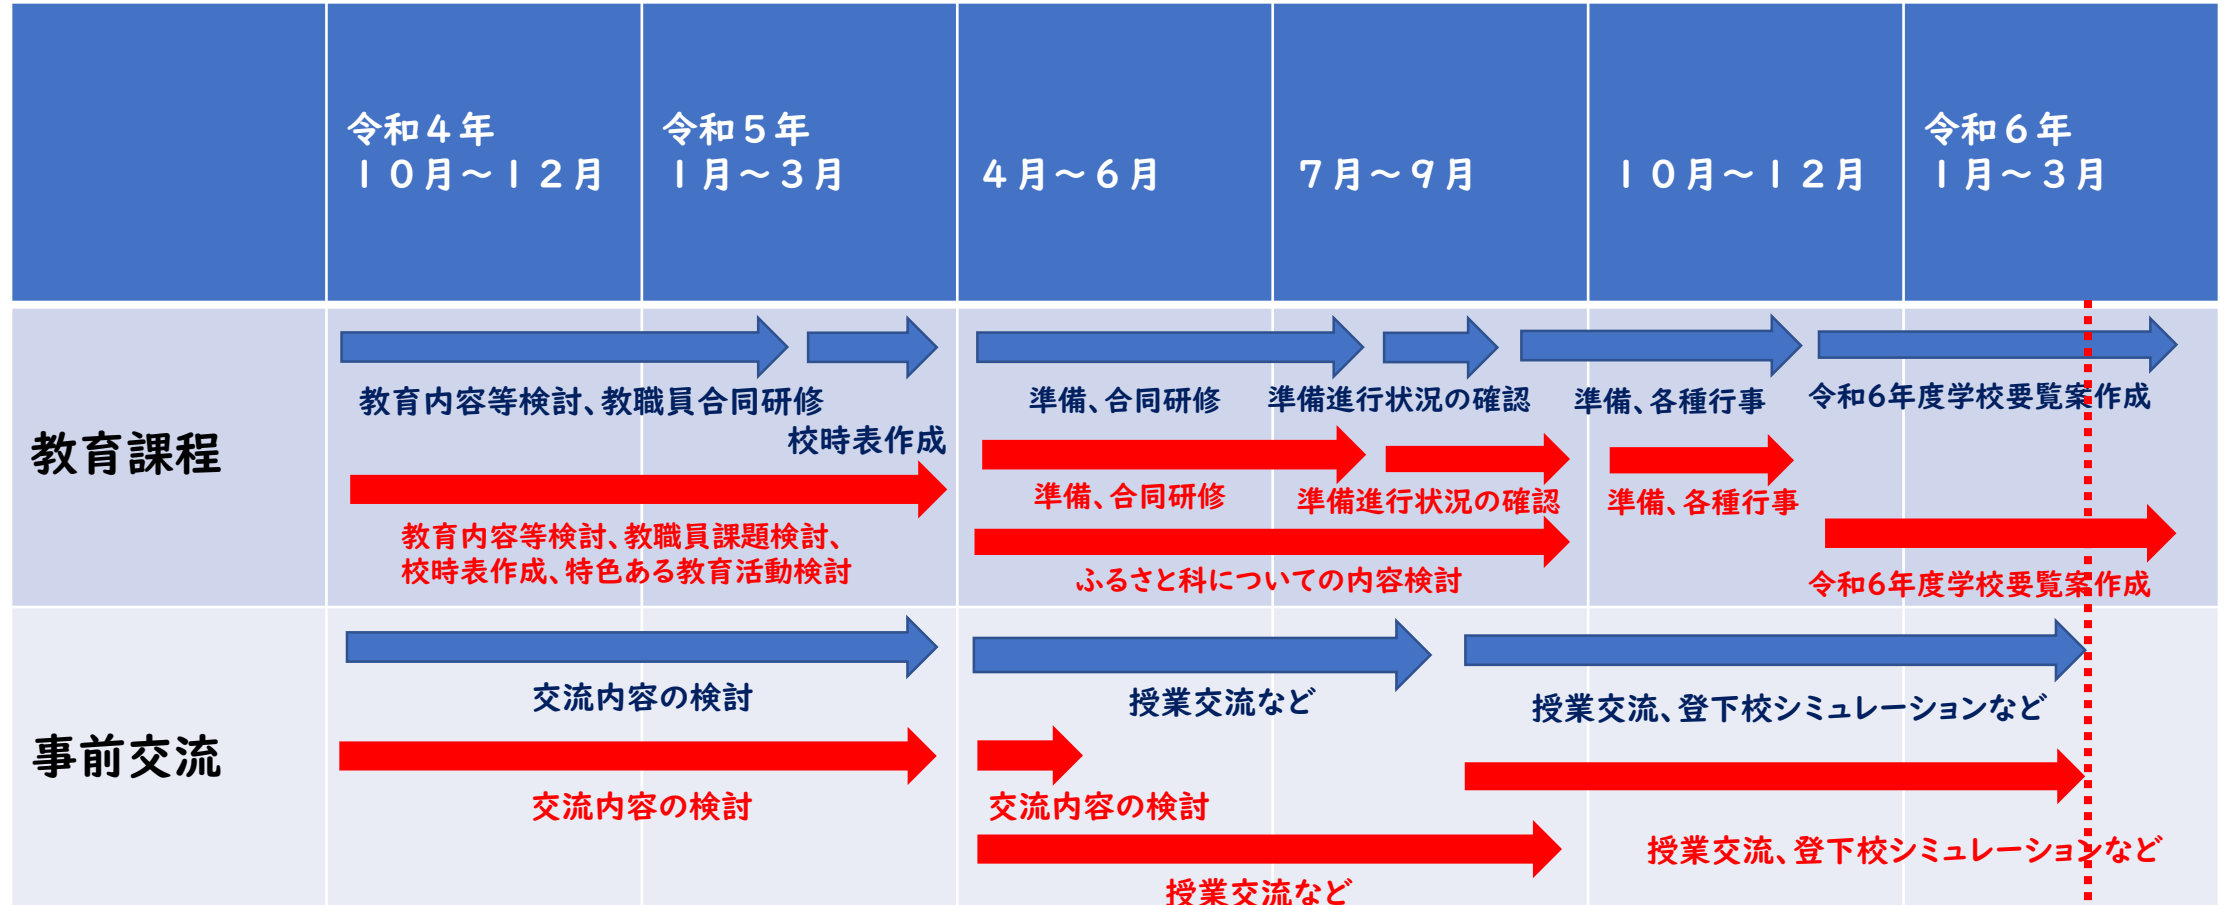 令和４年
１０月～１２月
令和５年
１月～３月
４月～６月
７月～９月
１０月～１２月
令和６年
１月～３月
教育課程
教育内容等検討、教職員合同研修
校時表作成
準備、合同研修
準備進行状況の確認
準備、各種行事
令和6年度学校要覧案作成
教育内容等検討、教職員課題検討、
校時表作成、特色ある教育活動検討
準備、合同研修
準備進行状況の確認
準備、各種行事
ふるさと科についての内容検討
令和6年度学校要覧案作成
事前交流
交流内容の検討
授業交流など
授業交流、登下校シミュレーションなど
交流内容の検討
交流内容の検討
授業交流など
授業交流、登下校シミュレーションなど